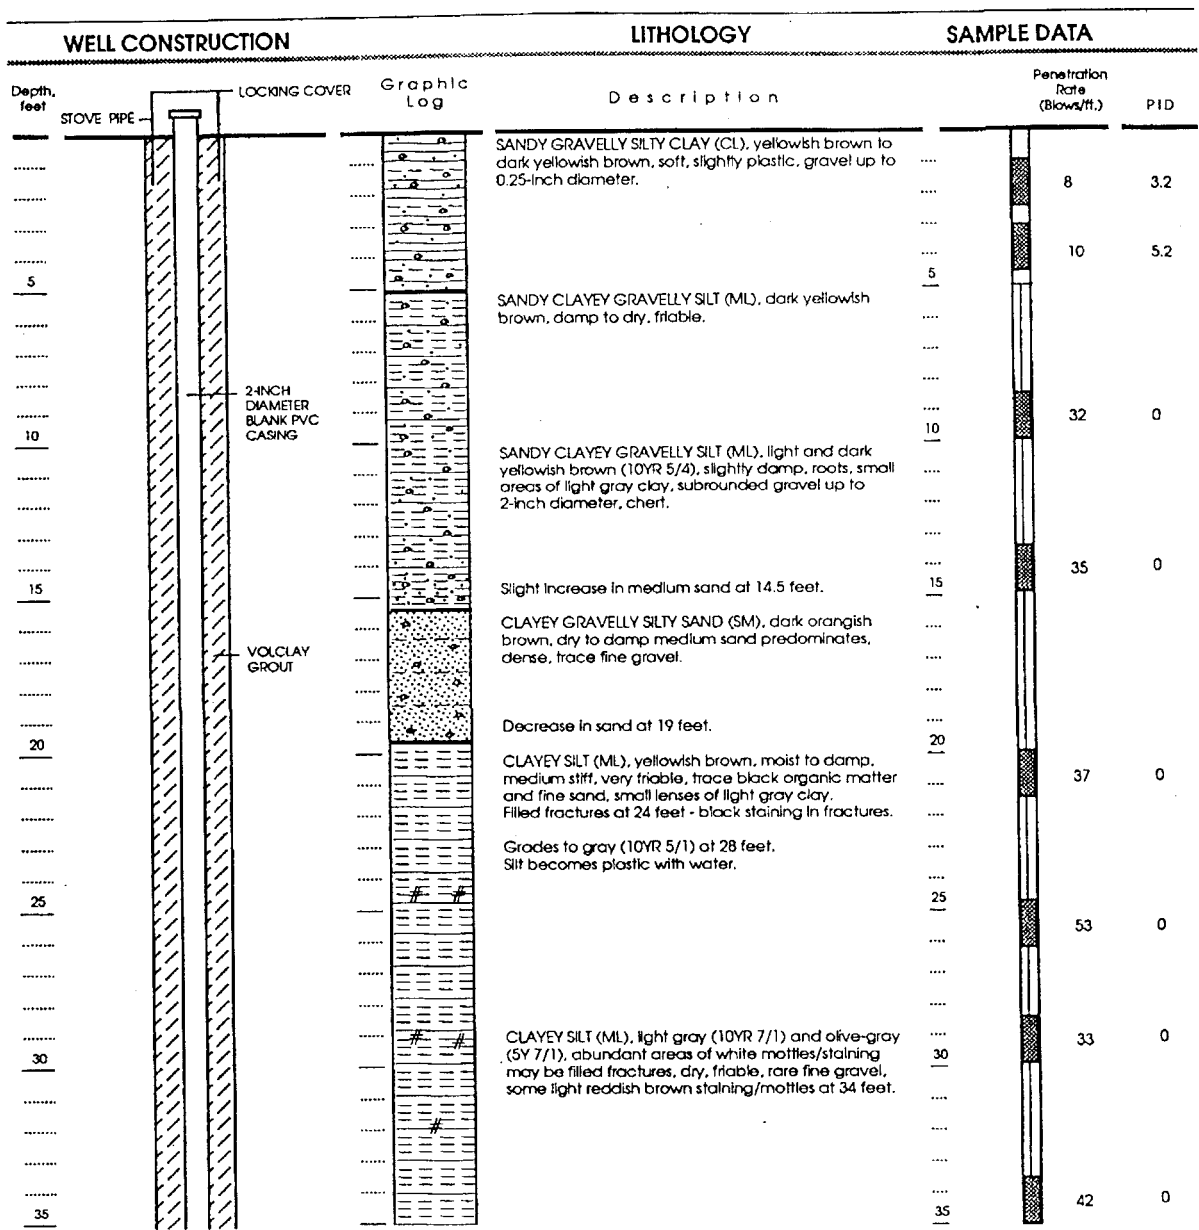 WELL CONSTRUCTION
LITHOLOGY
SAMPLE DATA
Depth, feet
STOVE PIPE
LOCKING COVER
Graphic Log
Description
Penetration Rate (Blows/ft.)
PID
SANDY GRAVELLY SILTY CLAY (CL), yellowish brown to
dark yellowish brown, soft, slightly plastic, gravel up to
0.25-inch diameter.
8 3.2
10 5.2
5 5
SANDY CLAYEY GRAVELLY SILT (ML), dark yellowish
brown, damp to dry, friable.
2-INCH
DIAMETER
BLANK PVC
CASING
32 0
10 10
SANDY CLAYEY GRAVELLY SILT (ML), light and dark
yellowish brown (10YR 5/4), slightly damp, roots, small
areas of light gray clay, subrounded gravel up to
2-inch diameter, chert.
35 0
15 15
Slight increase in medium sand at 14.5 feet.
CLAYEY GRAVELLY SILTY SAND (SM), dark orangish
brown, dry to damp medium sand predominates,
dense, trace fine gravel.
VOLCLAY
GROUT
Decrease in sand at 19 feet.
20 20
CLAYEY SILT (ML), yellowish brown, moist to damp,
medium stiff, very friable, trace black organic matter
and fine sand, small lenses of light gray clay.
Filled fractures at 24 feet - black staining in fractures.
37 0
Grades to gray (10YR 5/1) at 28 feet.
Silt becomes plastic with water.
25 25
53 0
CLAYEY SILT (ML), light gray (10YR 7/1) and olive-gray
(5Y 7/1), abundant areas of white mottles/staining
may be filled fractures, dry, friable, rare fine gravel,
some light reddish brown staining/mottles at 34 feet.
33 0
30 30
42 0
35 35